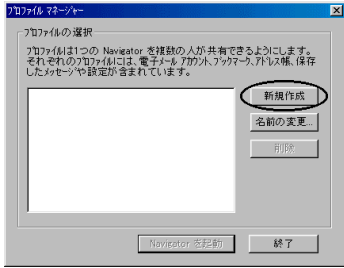 プロファイル マネージャー
プロファイルの選択
プロファイルは1つの Navigator を複数の人が共有できるようにします。
それぞれのプロファイルには、電子メール アカウント、ブックマーク、アドレス帳、保存
したメッセージや設定が含まれています。
新規作成
名前の変更...
削除
Navigator を起動
終了